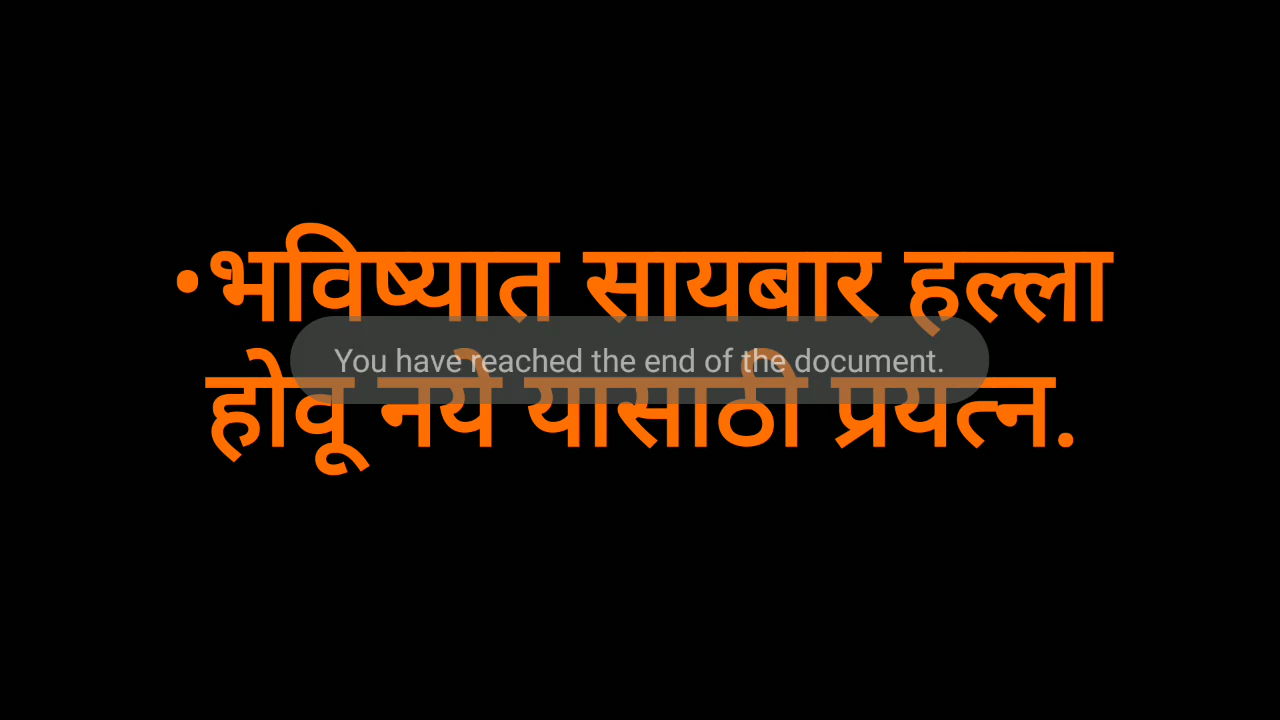 •भविष्यात सायबार हल्ला
You have reached the end of the document.
होवू नये यासाठी प्रयत्न.